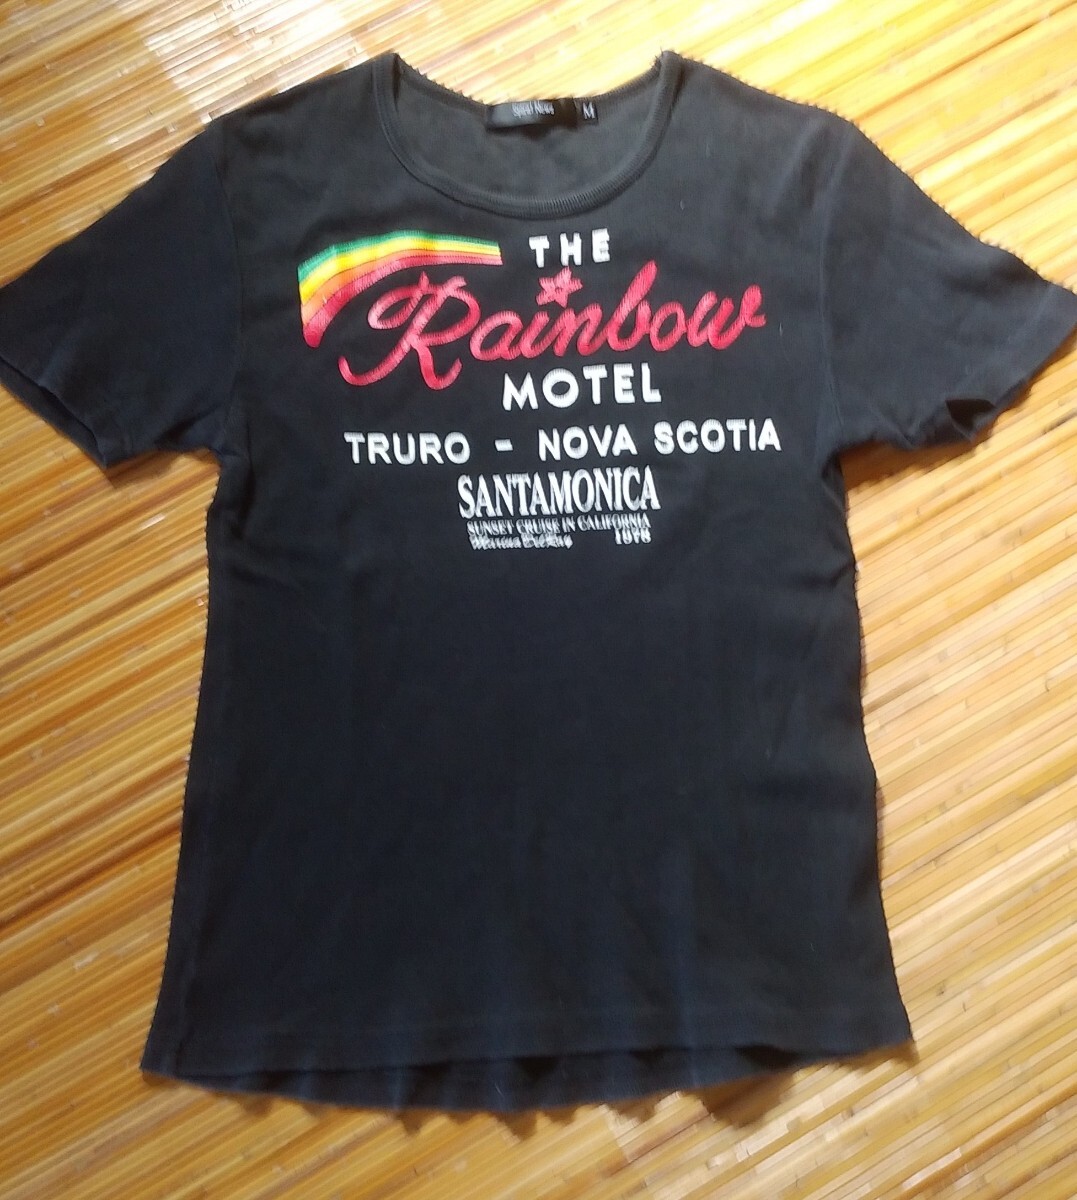 M
THE
Rainbow
MOTEL
TRURO - NOVA SCOTIA
SANTAMONICA
SUNSET CRUISE IN CALIFORNIA
1978